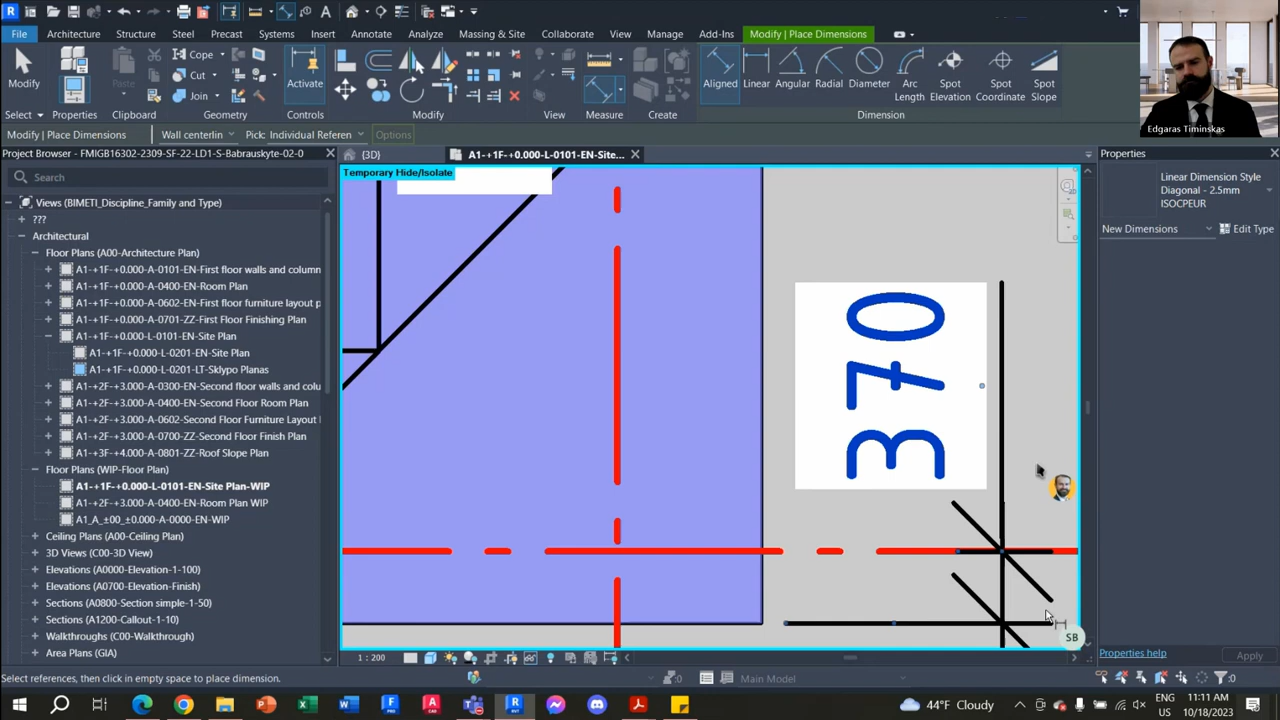 File
Architecture
Structure
Steel
Precast
Systems
Insert
Annotate
Analyze
Massing & Site
Collaborate
View
Manage
Add-Ins
Modify | Place Dimensions
Modify
Paste
Cope
Cut
Join
Activate
Aligned
Linear
Angular
Radial
Diameter
Arc
Length
Spot
Elevation
Spot
Coordinate
Spot
Slope
Select
Properties
Clipboard
Geometry
Controls
Modify
View
Measure
Create
Dimension
Edgaras Timinskas
Modify | Place Dimensions
Wall centerlin
Pick: Individual Referen
Options
Project Browser - FMIGB16302-2309-SF-22-LD1-S-Babrauskyte-02-0
{3D}
A1-+1F-+0.000-L-0101-EN-Site...
Properties
Search
Views (BIMETI_Discipline_Family and Type)
???
Architectural
Floor Plans (A00-Architecture Plan)
A1-+1F-+0.000-A-0101-EN-First floor walls and column
A1-+1F-+0.000-A-0400-EN-Room Plan
A1-+1F-+0.000-A-0602-EN-First floor furniture layout p
A1-+1F-+0.000-A-0701-ZZ-First Floor Finishing Plan
A1-+1F-+0.000-L-0101-EN-Site Plan
A1-+1F-+0.000-L-0201-EN-Site Plan
A1-+1F-+0.000-L-0201-LT-Sklypo Planas
A1-+2F-+3.000-A-0300-EN-Second floor walls and co
A1-+2F-+3.000-A-0400-EN-Second Floor Room Plan
A1-+2F-+3.000-A-0602-EN-Second Floor Furniture Layout
A1-+2F-+3.000-A-0700-ZZ-Second Floor Finish Plan
A1-+3F-+4.000-A-0801-ZZ-Roof Slope Plan
Floor Plans (WIP-Floor Plan)
A1-+1F-+0.000-L-0101-EN-Site Plan-WIP
A1-+2F-+3.000-A-0400-EN-Room Plan WIP
A1_A_±00_±0.000-A-0000-EN-WIP
Ceiling Plans (A00-Ceiling Plan)
3D Views (C00-3D View)
Elevations (A0000-Elevation-1-100)
Elevations (A0700-Elevation-Finish)
Sections (A0800-Section simple-1-50)
Sections (A1200-Callout-1-10)
Walkthroughs (C00-Walkthrough)
Area Plans (GIA)
Temporary Hide/Isolate
370
SB
Linear Dimension Style
Diagonal - 2.5mm
ISOCPEUR
New Dimensions
Edit Type
Properties help
Apply
1 : 200
Select references, then click in empty space to place dimension.
:0
Main Model
:0
44°F Cloudy
ENG
US
11:11 AM
10/18/2023